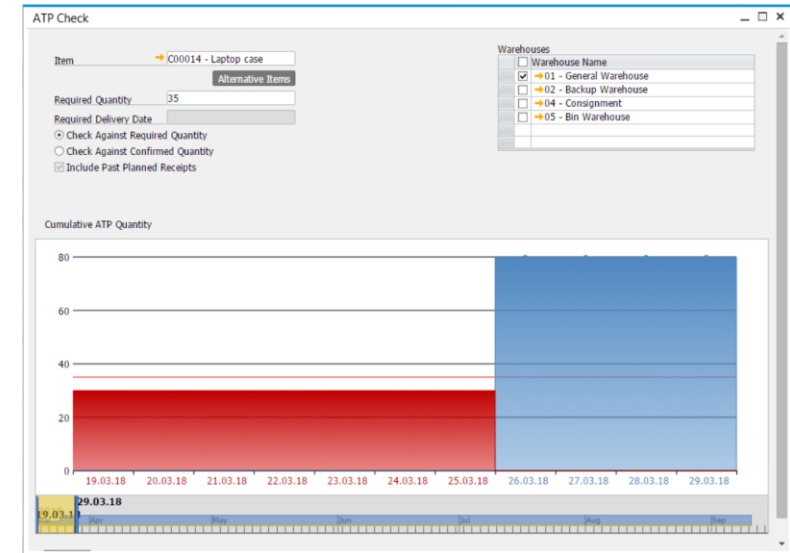 ATP Check
Item C00014 - Laptop case
Alternative Items
Required Quantity 35
Required Delivery Date
Check Against Required Quantity
Check Against Confirmed Quantity
Include Past Planned Receipts
Warehouses
Warehouse Name
01 - General Warehouse
02 - Backup Warehouse
04 - Consignment
05 - Bin Warehouse
Cumulative ATP Quantity
80
60
40
20
0
19.03.18 20.03.18 21.03.18 22.03.18 23.03.18 24.03.18 25.03.18 26.03.18 27.03.18 28.03.18 29.03.18
29.03.18
19.03.18
Apr May Jun Jul Aug Sep